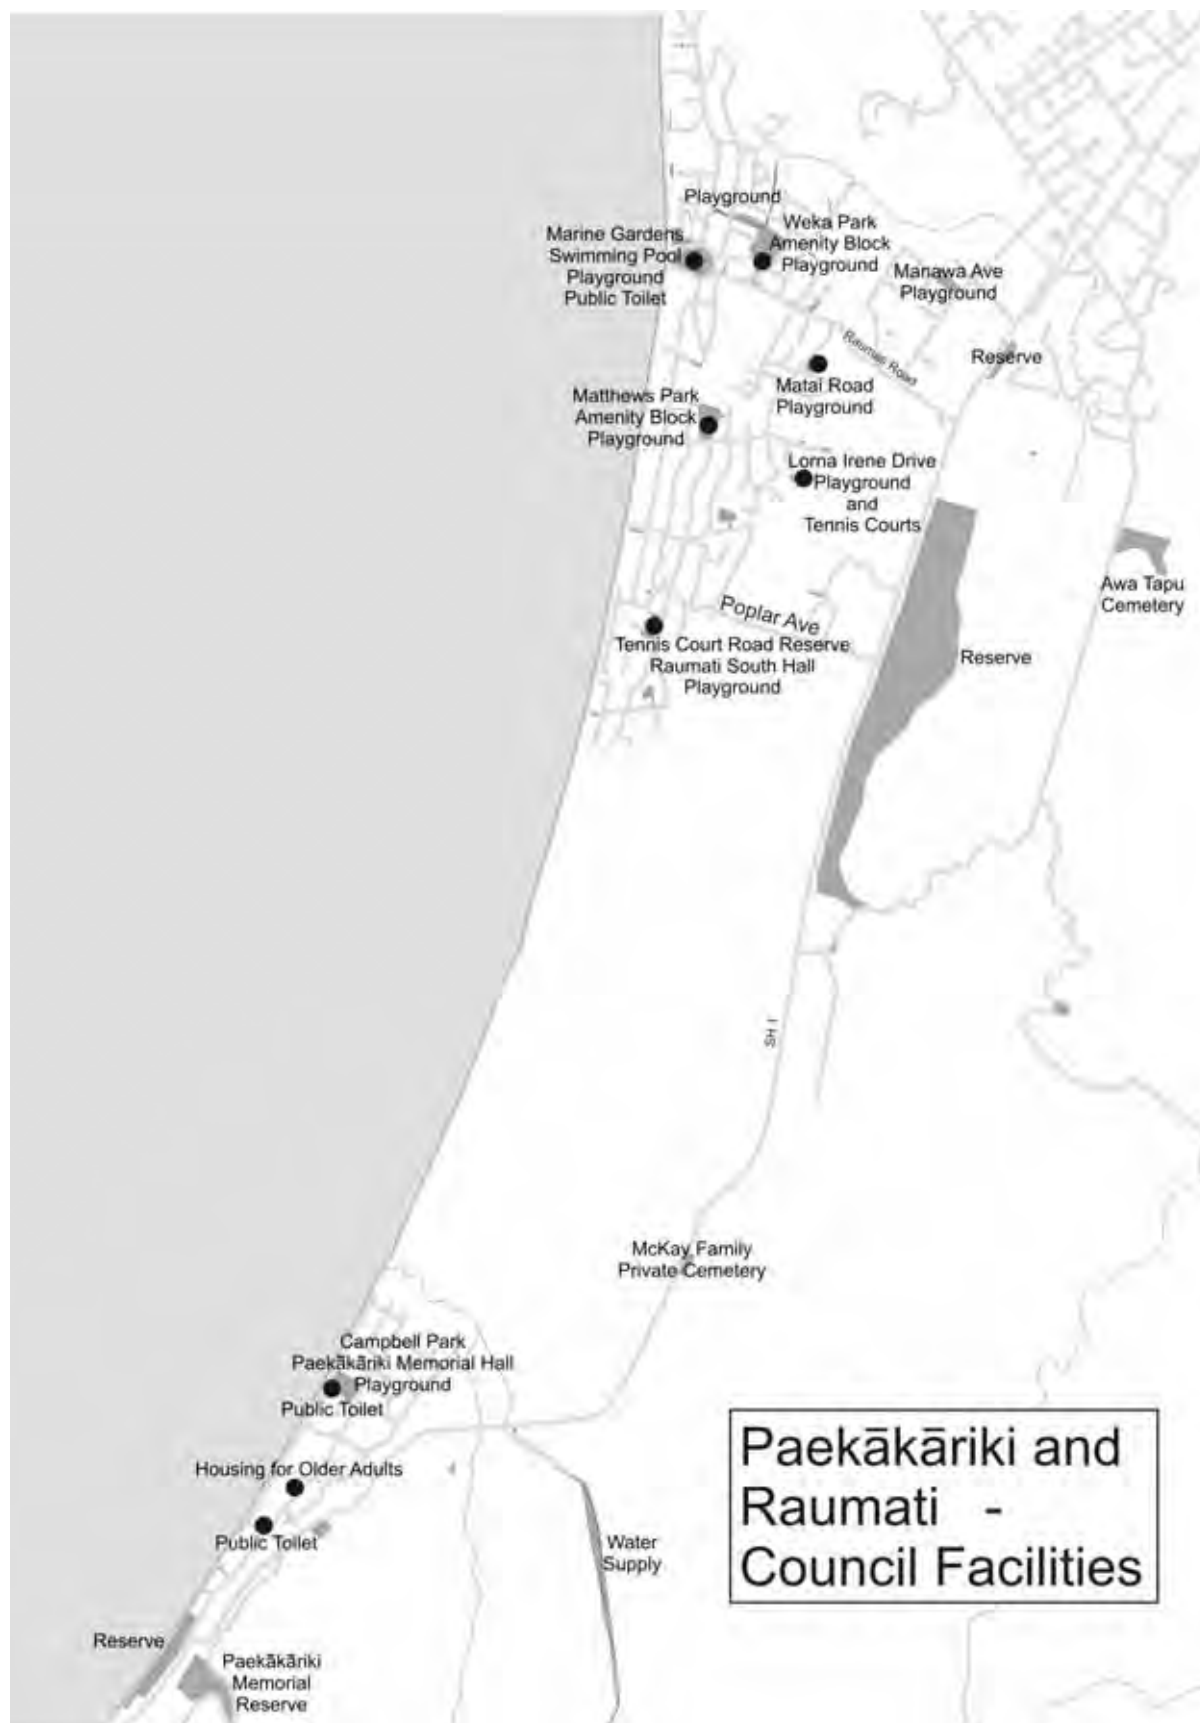 Playground
Weka Park
Amenity Block
Playground
Marine Gardens
Swimming Pool
Playground
Public Toilet
Manawa Ave
Playground
Raumati Road
Reserve
Matai Road
Playground
Matthews Park
Amenity Block
Playground
Lorna Irene Drive
Playground
and
Tennis Courts
Awa Tapu
Cemetery
Poplar Ave
Tennis Court Road Reserve
Raumati South Hall
Playground
Reserve
SH 1
McKay Family
Private Cemetery
Campbell Park
Paekākāriki Memorial Hall
Playground
Public Toilet
Housing for Older Adults
Public Toilet
Water
Supply
Reserve
Paekākāriki
Memorial
Reserve
Paekākāriki and
Raumati -
Council Facilities